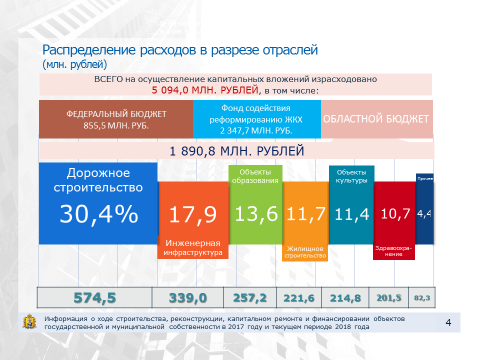 Распределение расходов в разрезе отраслей
(млн. рублей)
ВСЕГО на осуществление капитальных вложений израсходовано
5 094,0 МЛН. РУБЛЕЙ, в том числе:
ФЕДЕРАЛЬНЫЙ БЮДЖЕТ
855,5 МЛН. РУБ.
Фонд содействия
реформированию ЖКХ
2 347,7 МЛН. РУБ.
ОБЛАСТНОЙ БЮДЖЕТ
1 890,8 МЛН. РУБЛЕЙ
Дорожное
строительство
30,4%
17,9
Инженерная
инфраструктура
Объекты
образования
13,6
11,7
Жилищное
строительство
Объекты
культуры
11,4
10,7
Здравоохра-
нение
Прочие
4,4
574,5
339,0
257,2
221,6
214,8
201,5
82,3
Информация о ходе строительства, реконструкции, капитальном ремонте и финансировании объектов
государственной и муниципальной собственности в 2017 году и текущем периоде 2018 года
4